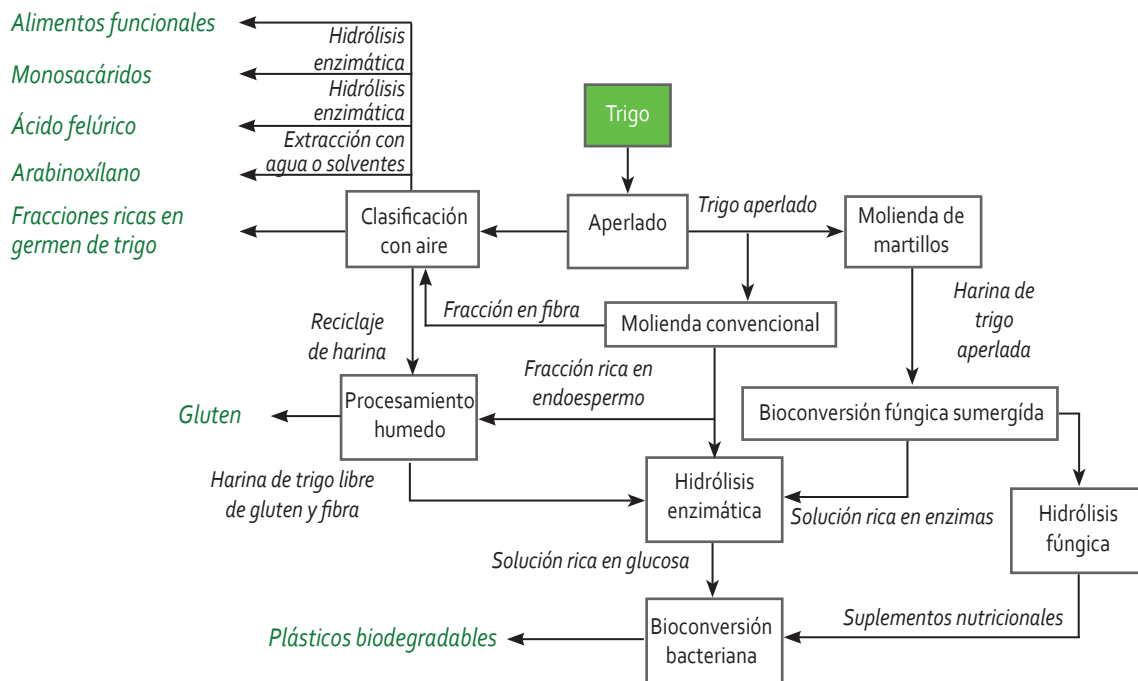 Alimentos funcionales
Hidrólisis
enzimática
Monosacáridos
Hidrólisis
enzimática
Ácido felúrico
Extracción con
agua o solventes
Arabinoxílano
Fracciones ricas en
germen de trigo
Trigo
Clasificación
con aire
Aperlado
Trigo aperlado
Molienda de
martillos
Fracción en fibra
Molienda convencional
Harina de
trigo
aperlada
Reciclaje
de harina
Fracción rica en
endoespermo
Gluten
Procesamiento
humedo
Bioconversión fúngica sumergída
Harina de trigo libre
de gluten y fibra
Hidrólisis
enzimática
Solución rica en enzimas
Hidrólisis
fúngica
Solución rica en glucosa
Suplementos nutricionales
Plásticos biodegradables
Bioconversión
bacteriana